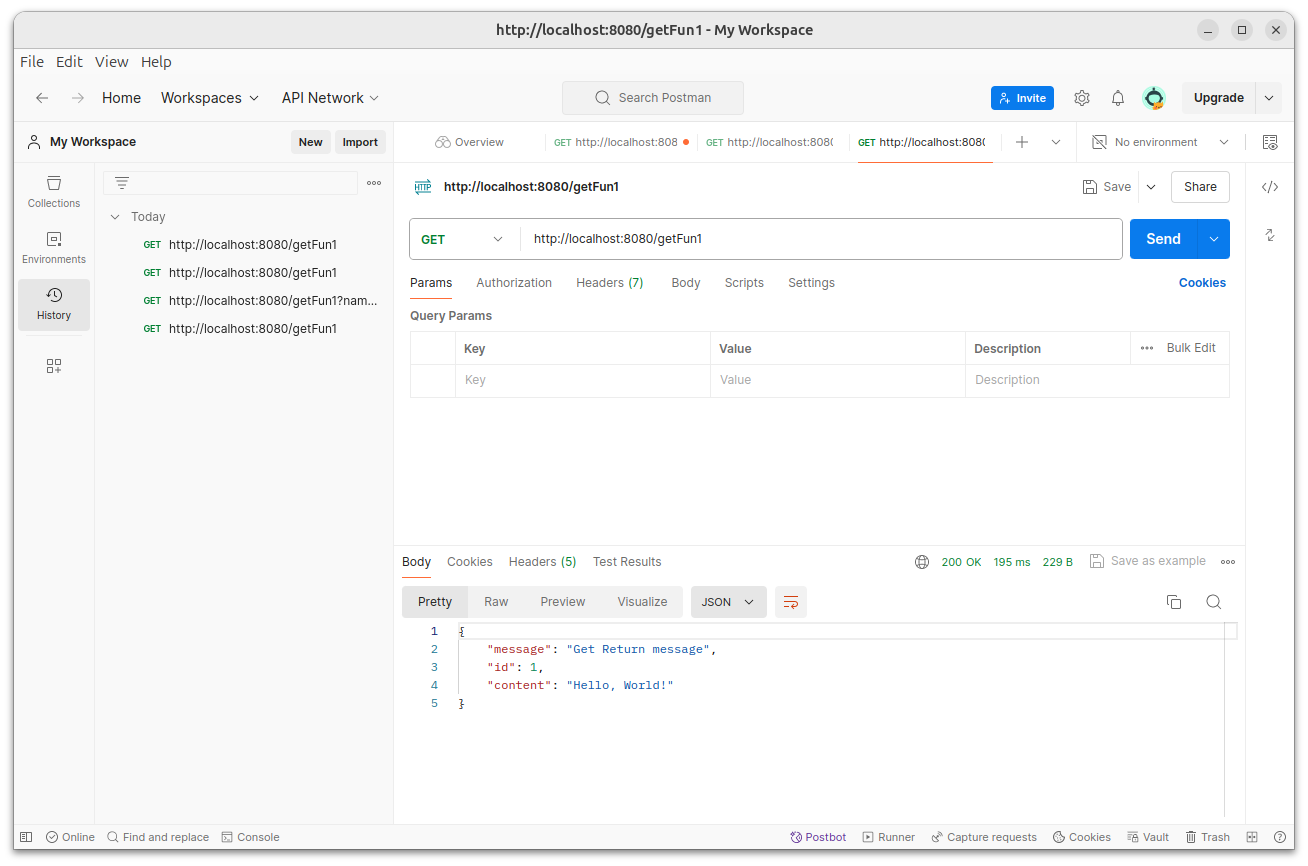 http://localhost:8080/getFun1 - My Workspace
File Edit View Help
Home Workspaces API Network Search Postman Invite Upgrade
My Workspace New Import
Overview GET http://localhost:808 GET http://localhost:8080 GET http://localhost:8080 No environment
Collections
Environments
History
Today
GET http://localhost:8080/getFun1
GET http://localhost:8080/getFun1
GET http://localhost:8080/getFun1?nam...
GET http://localhost:8080/getFun1
HTTP http://localhost:8080/getFun1 Save Share
GET http://localhost:8080/getFun1 Send
Params Authorization Headers (7) Body Scripts Settings Cookies
Query Params
Key Value Description Bulk Edit
Key Value Description
Body Cookies Headers (5) Test Results 200 OK 195 ms 229 B Save as example
Pretty Raw Preview Visualize JSON
1 {
2 "message": "Get Return message",
3 "id": 1,
4 "content": "Hello, World!"
5 }
Online Find and replace Console Postbot Runner Capture requests Cookies Vault Trash